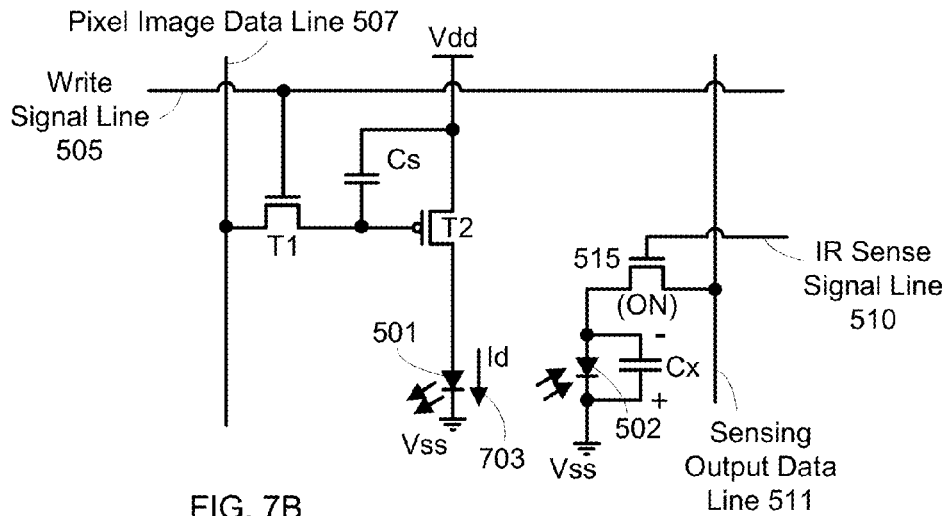 Pixel Image Data Line 507
Vdd
Write
Signal Line
505
Cs
T1
T2
515
(ON)
IR Sense
Signal Line
510
501
Id
-
Cx
+
Vss
703
502
Vss
Sensing
Output Data
Line 511
FIG. 7B